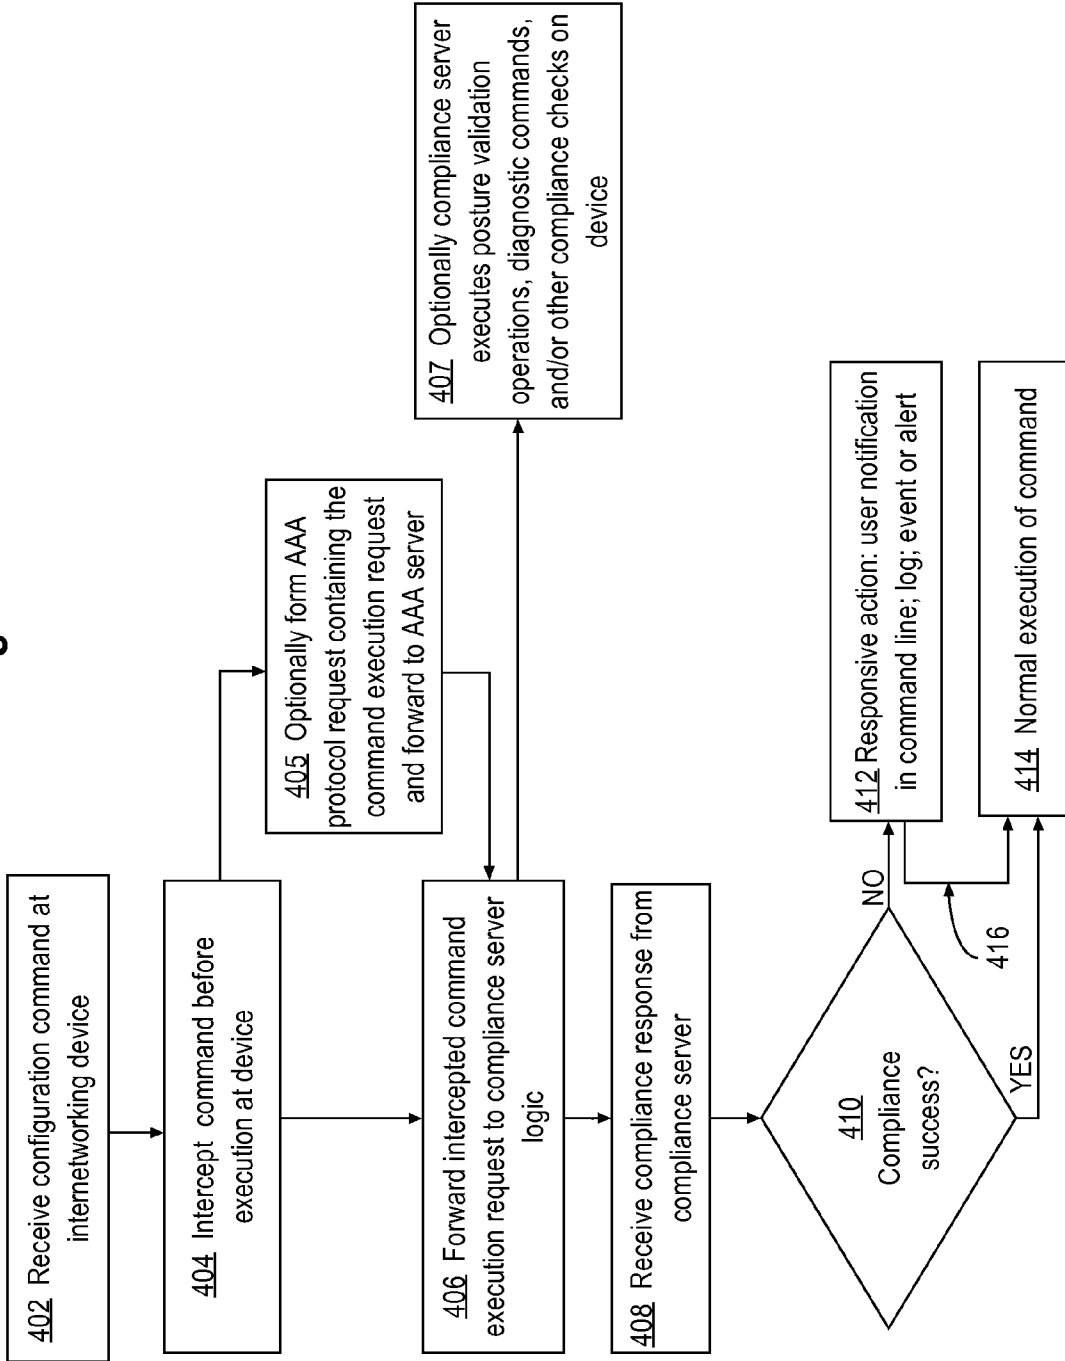 402 Receive configuration command at
internetworking device
404 Intercept command before
execution at device
405 Optionally form AAA
protocol request containing the
command execution request
and forward to AAA server
406 Forward intercepted command
execution request to compliance server
logic
407 Optionally compliance server
executes posture validation
operations, diagnostic commands,
and/or other compliance checks on
device
408 Receive compliance response from
compliance server
410
Compliance
success?
NO
YES
416
412 Responsive action: user notification
in command line; log; event or alert
414 Normal execution of command